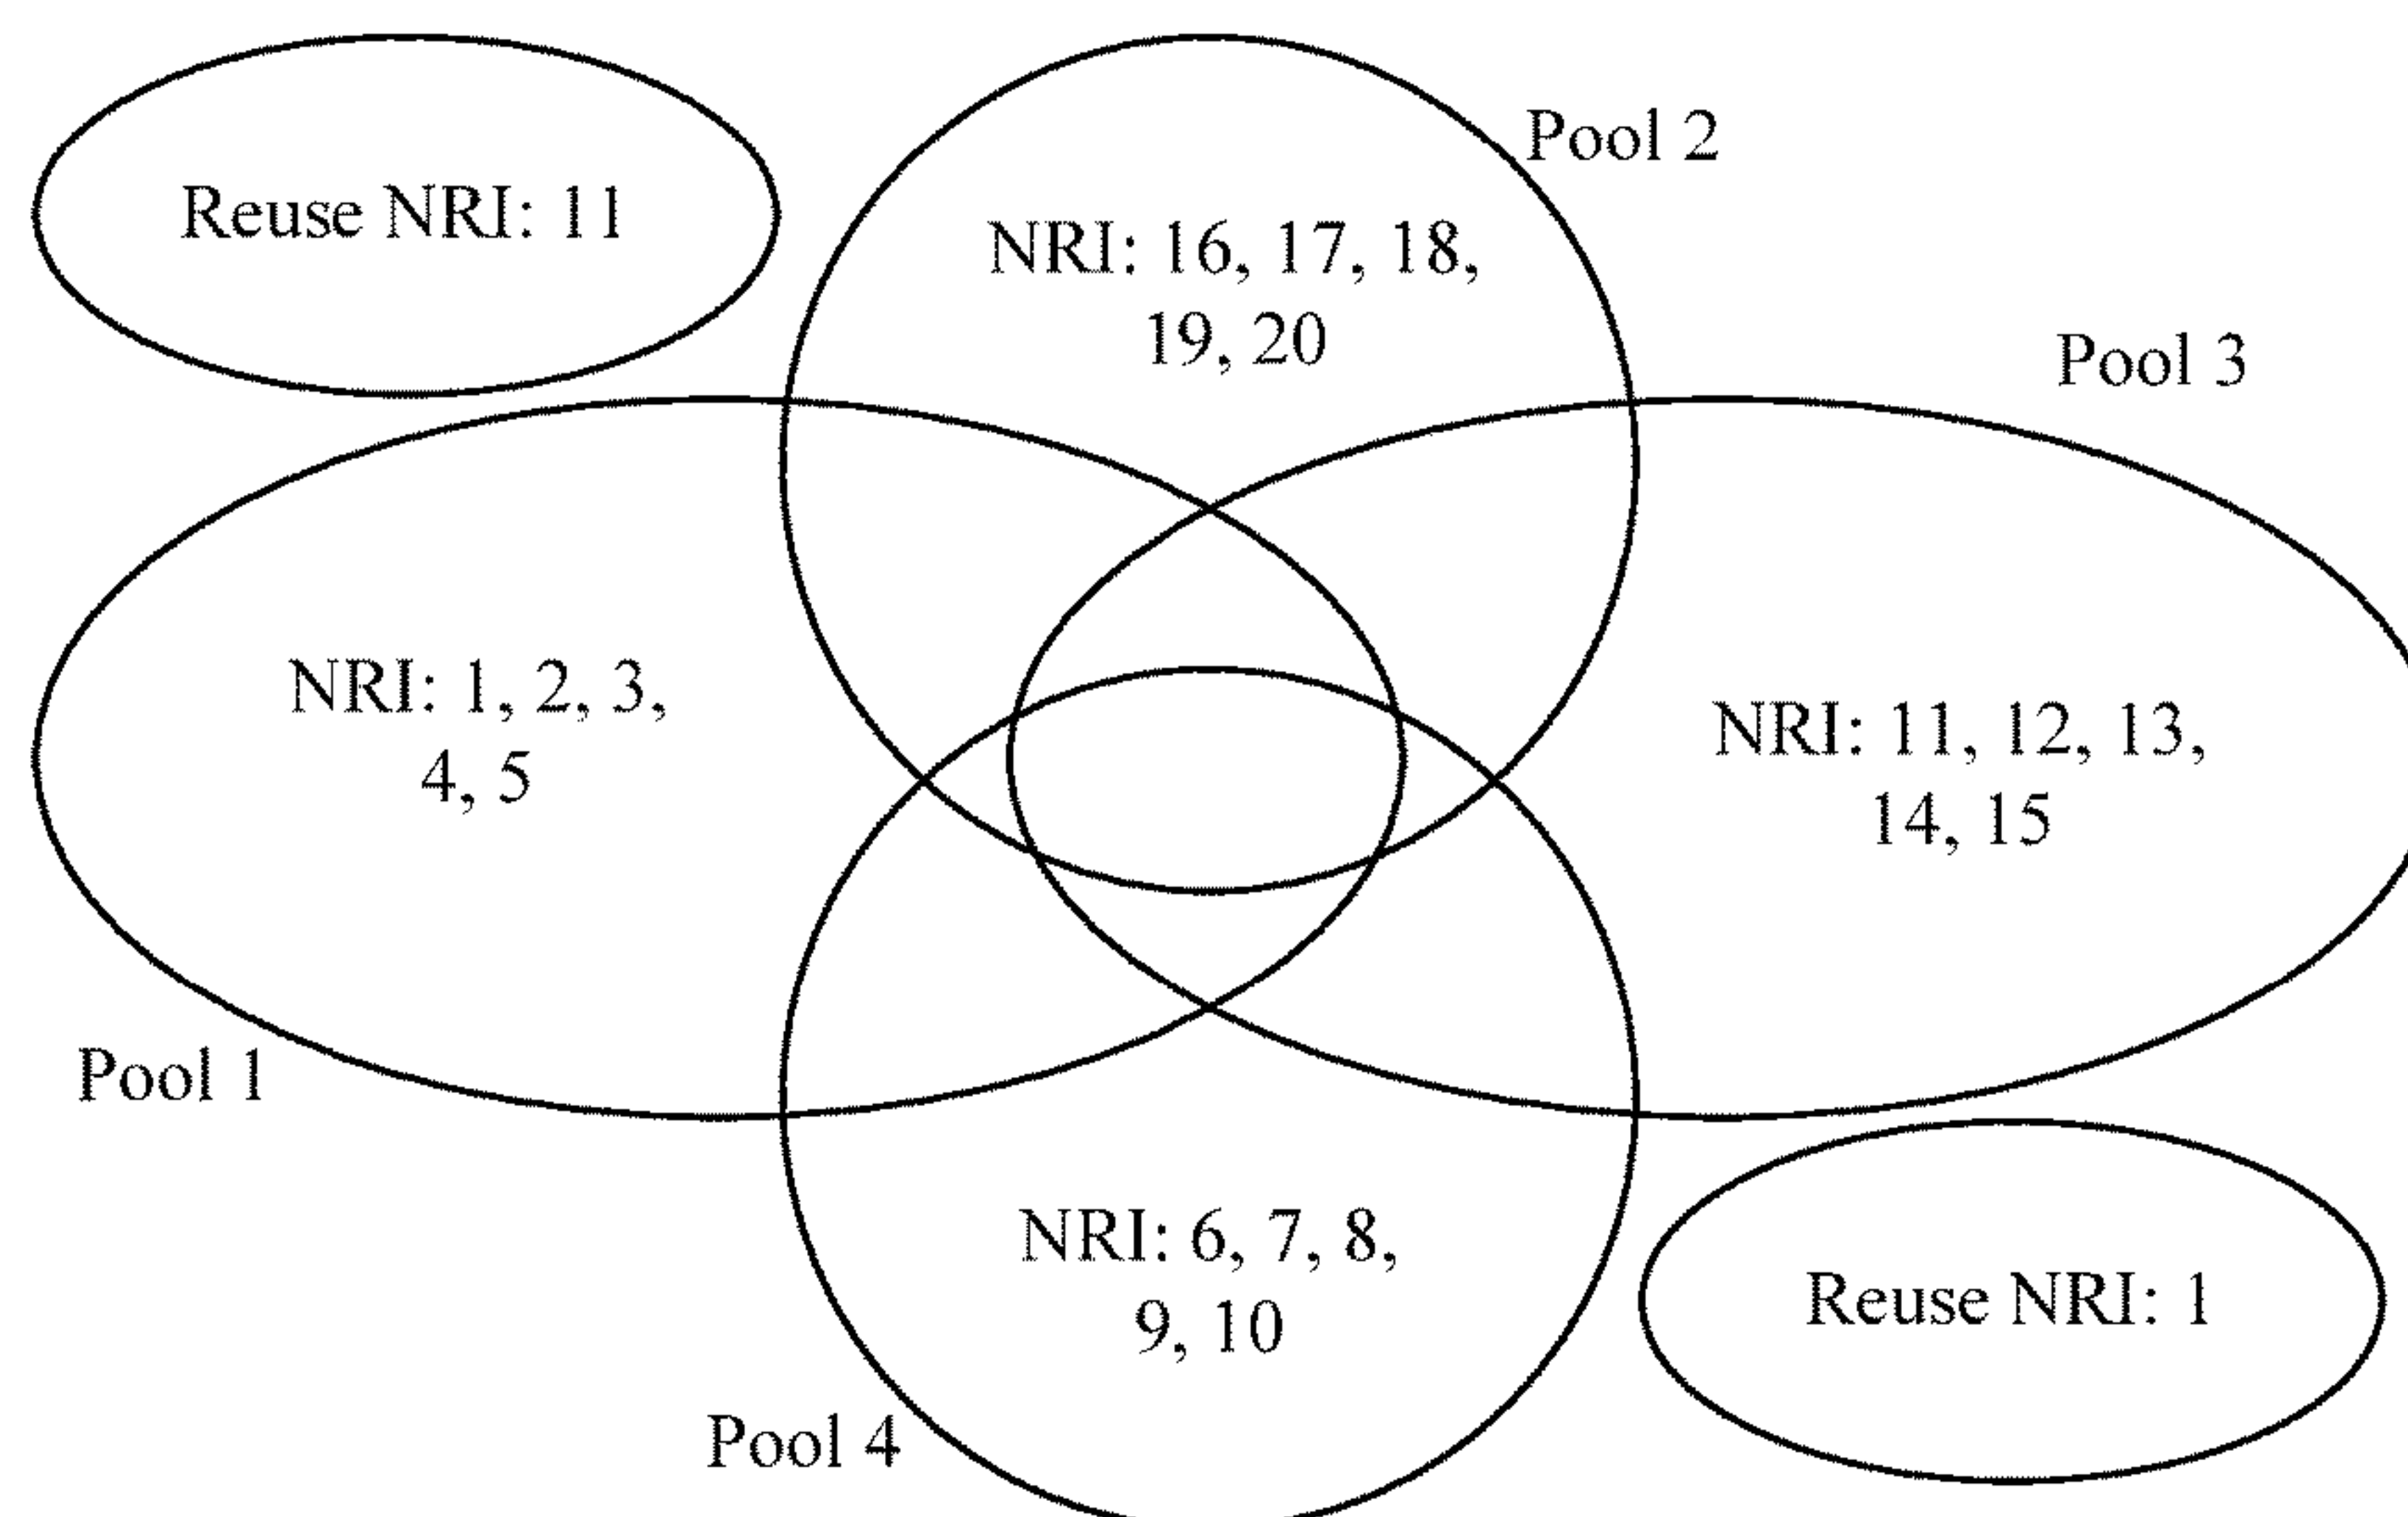 Reuse NRI: 11
Pool 2
NRI: 16, 17, 18,
19, 20
Pool 3
NRI: 1, 2, 3,
4, 5
NRI: 11, 12, 13,
14, 15
Pool 1
NRI: 6, 7, 8,
9, 10
Reuse NRI: 1
Pool 4